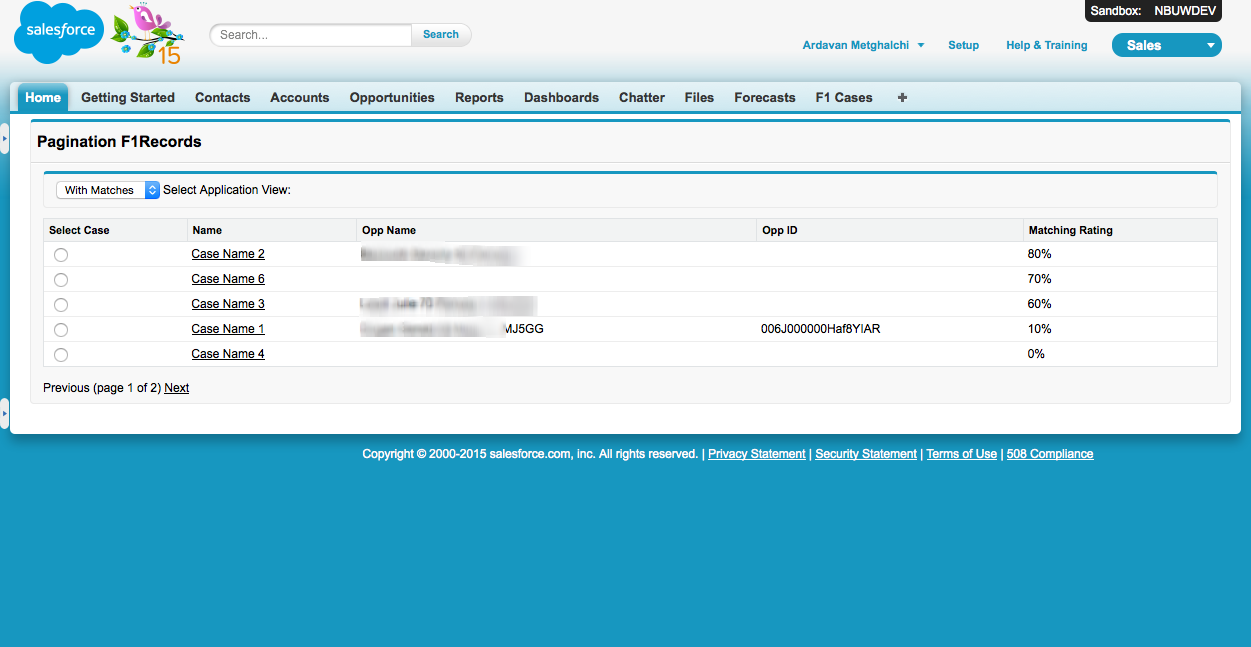 Sandbox: NBUWDEV
salesforce
15
Search...
Search
Ardavan Metghalchi
Setup
Help & Training
Sales
Home Getting Started Contacts Accounts Opportunities Reports Dashboards Chatter Files Forecasts F1 Cases +
Pagination F1Records
With Matches Select Application View:
Select Case Name Opp Name Opp ID Matching Rating
Case Name 2 80%
Case Name 6 70%
Case Name 3 60%
Case Name 1 MJ5GG 006J000000Haf8YIAR 10%
Case Name 4 0%
Previous (page 1 of 2) Next
Copyright © 2000-2015 salesforce.com, inc. All rights reserved. | Privacy Statement | Security Statement | Terms of Use | 508 Compliance